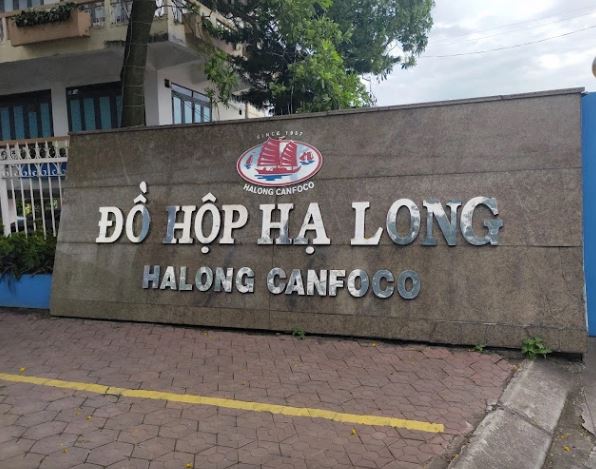 SINCE 1957
HALONG CANFOCO
ĐỒ HỘP HẠ LONG
HALONG CANFOCO